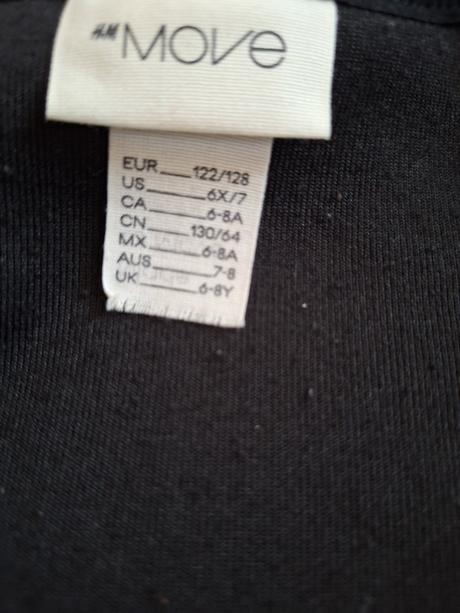 H&M MOVE
EUR 122/128
US 6X/7
CA 6-8A
CN 130/64
MX 6-8A
AUS 7-8
UK 6-8Y